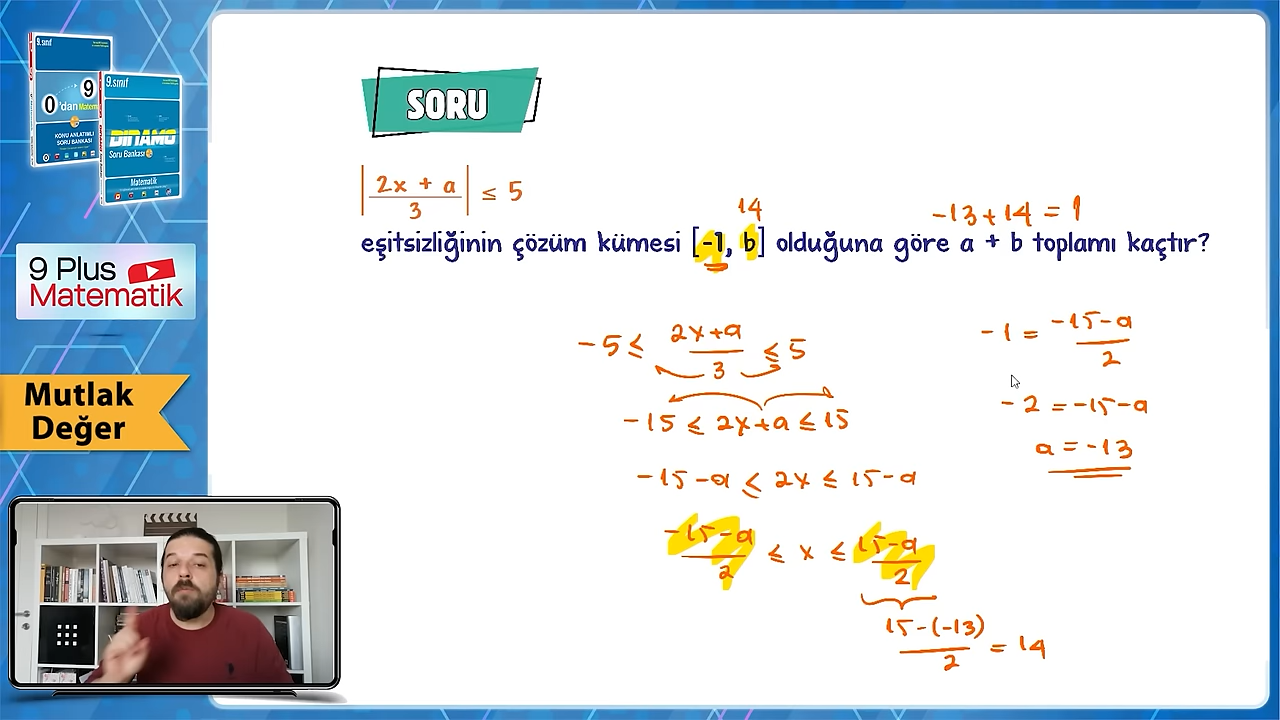 9.sınıf
0'dan 9 Matematik
KONU ANLATIMLI
SORU BANKASI
9.sınıf
DİNAMO
Soru Bankası
Matematik
9 Plus
Matematik
Mutlak
Değer
SORU
|2x + a / 3| ≤ 5
14
-13+14 = 1
eşitsizliğinin çözüm kümesi [-1, b] olduğuna göre a + b toplamı kaçtır?
-5 ≤ (2x+a)/3 ≤ 5
-15 ≤ 2x+a ≤ 15
-15-a ≤ 2x ≤ 15-a
(-15-a)/2 ≤ x ≤ (15-a)/2
(15-(-13))/2 = 14
-1 = (-15-a)/2
-2 = -15-a
a = -13